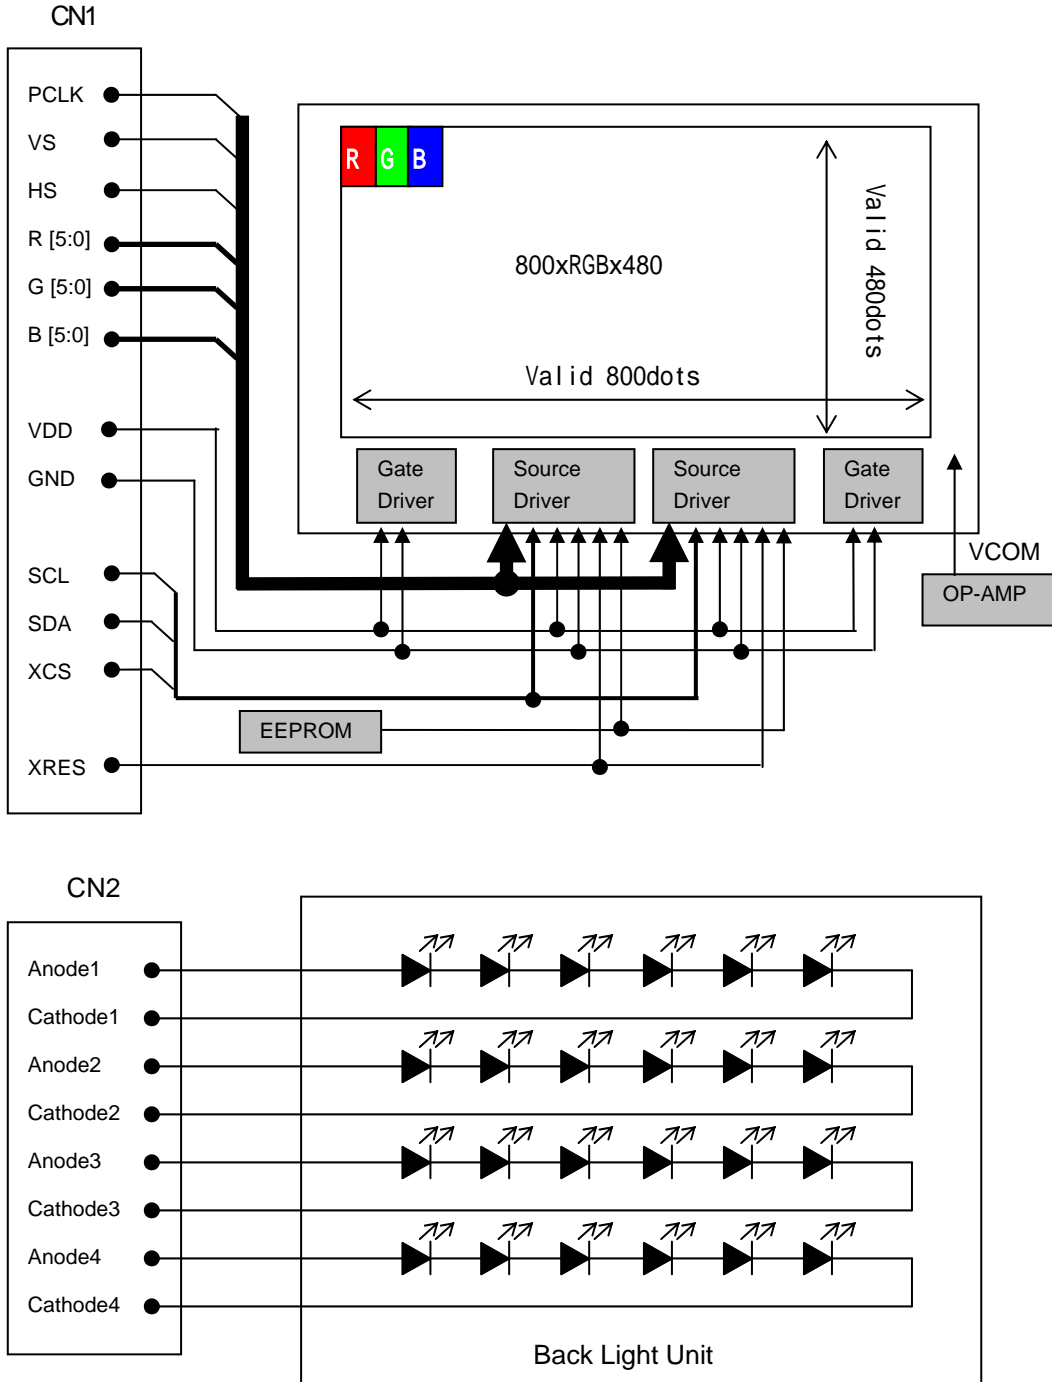 CN1
PCLK
VS
HS
R [5:0]
G [5:0]
B [5:0]
VDD
GND
SCL
SDA
XCS
XRES
R G B
800xRGBx480
Valid 480dots
Valid 800dots
Gate
Driver
Source
Driver
Source
Driver
Gate
Driver
VCOM
OP-AMP
EEPROM
CN2
Anode1
Cathode1
Anode2
Cathode2
Anode3
Cathode3
Anode4
Cathode4
Back Light Unit